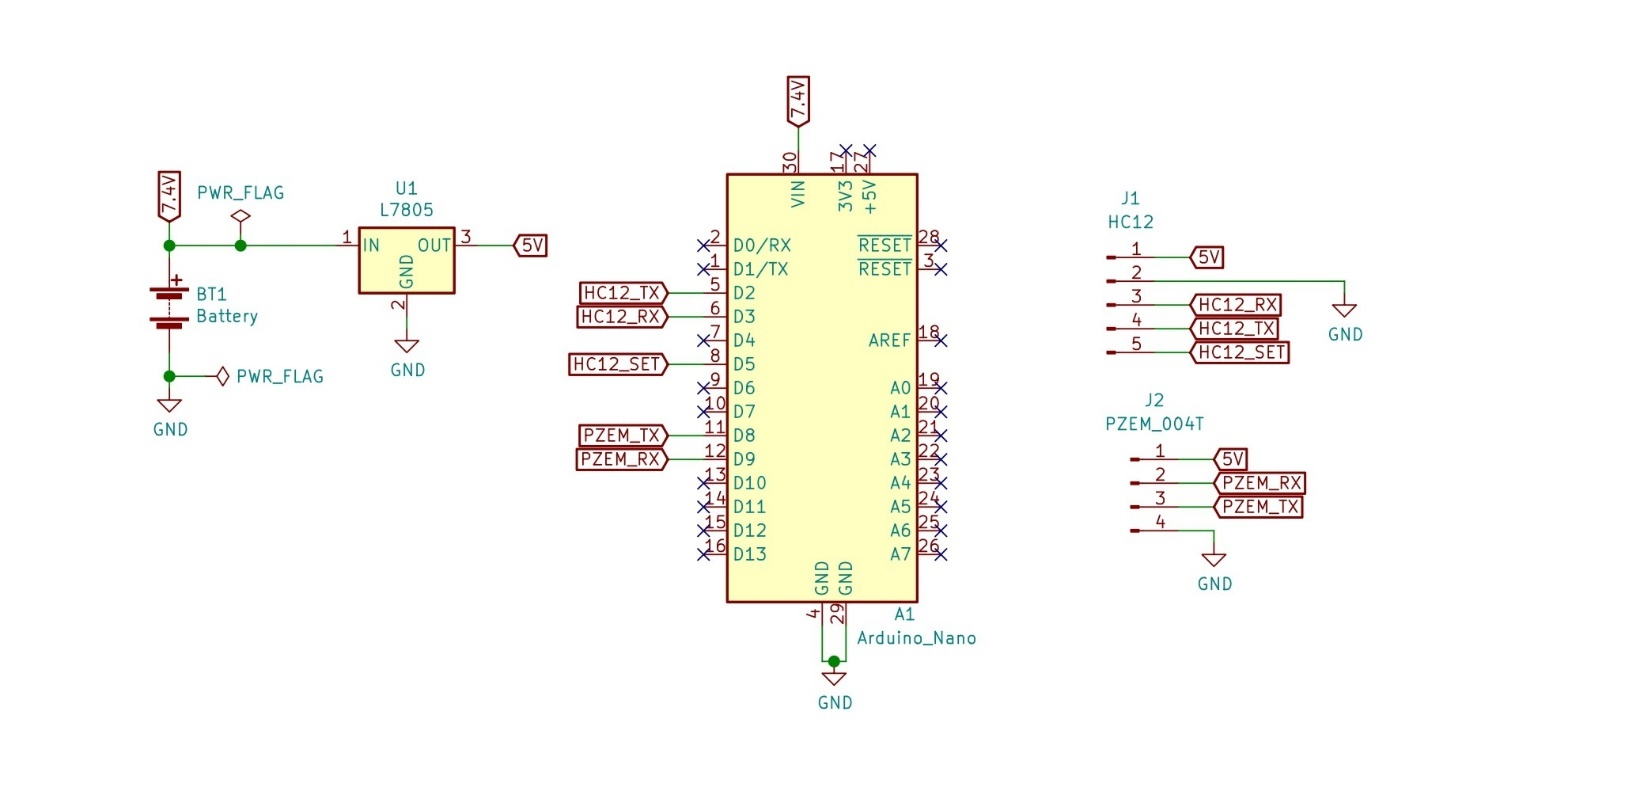 7.4V
PWR_FLAG
U1
L7805
1 IN OUT 3
5V
GND
2
GND
+
BT1
Battery
PWR_FLAG
GND
7.4V
30 17 27
VIN 3V3 +5V
2 D0/RX RESET 28
1 D1/TX RESET 3
HC12_TX 5 D2
HC12_RX 6 D3
7 D4 AREF 18
HC12_SET 8 D5
9 D6 A0 19
10 D7 A1 20
PZEM_TX 11 D8 A2 21
PZEM_RX 12 D9 A3 22
13 D10 A4 23
14 D11 A5 24
15 D12 A6 25
16 D13 A7 26
GND GND
4 29
A1
Arduino_Nano
GND
J1
HC12
1 5V
2
3 HC12_RX
4 HC12_TX
5 HC12_SET
GND
J2
PZEM_004T
1 5V
2 PZEM_RX
3 PZEM_TX
4
GND